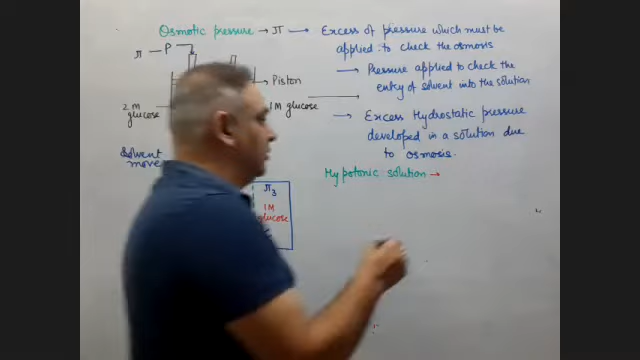 Osmotic pressure → π → Excess of pressure which must be
applied to check the osmosis
π — P
→ Pressure applied to check the
entry of solvent into the solution
→ Piston
2 M
glucose
1 M glucose
→ Excess Hydrostatic pressure
developed in a solution due
to osmosis.
Solvent
move
Hypotonic solution →
π3
1M
glucose